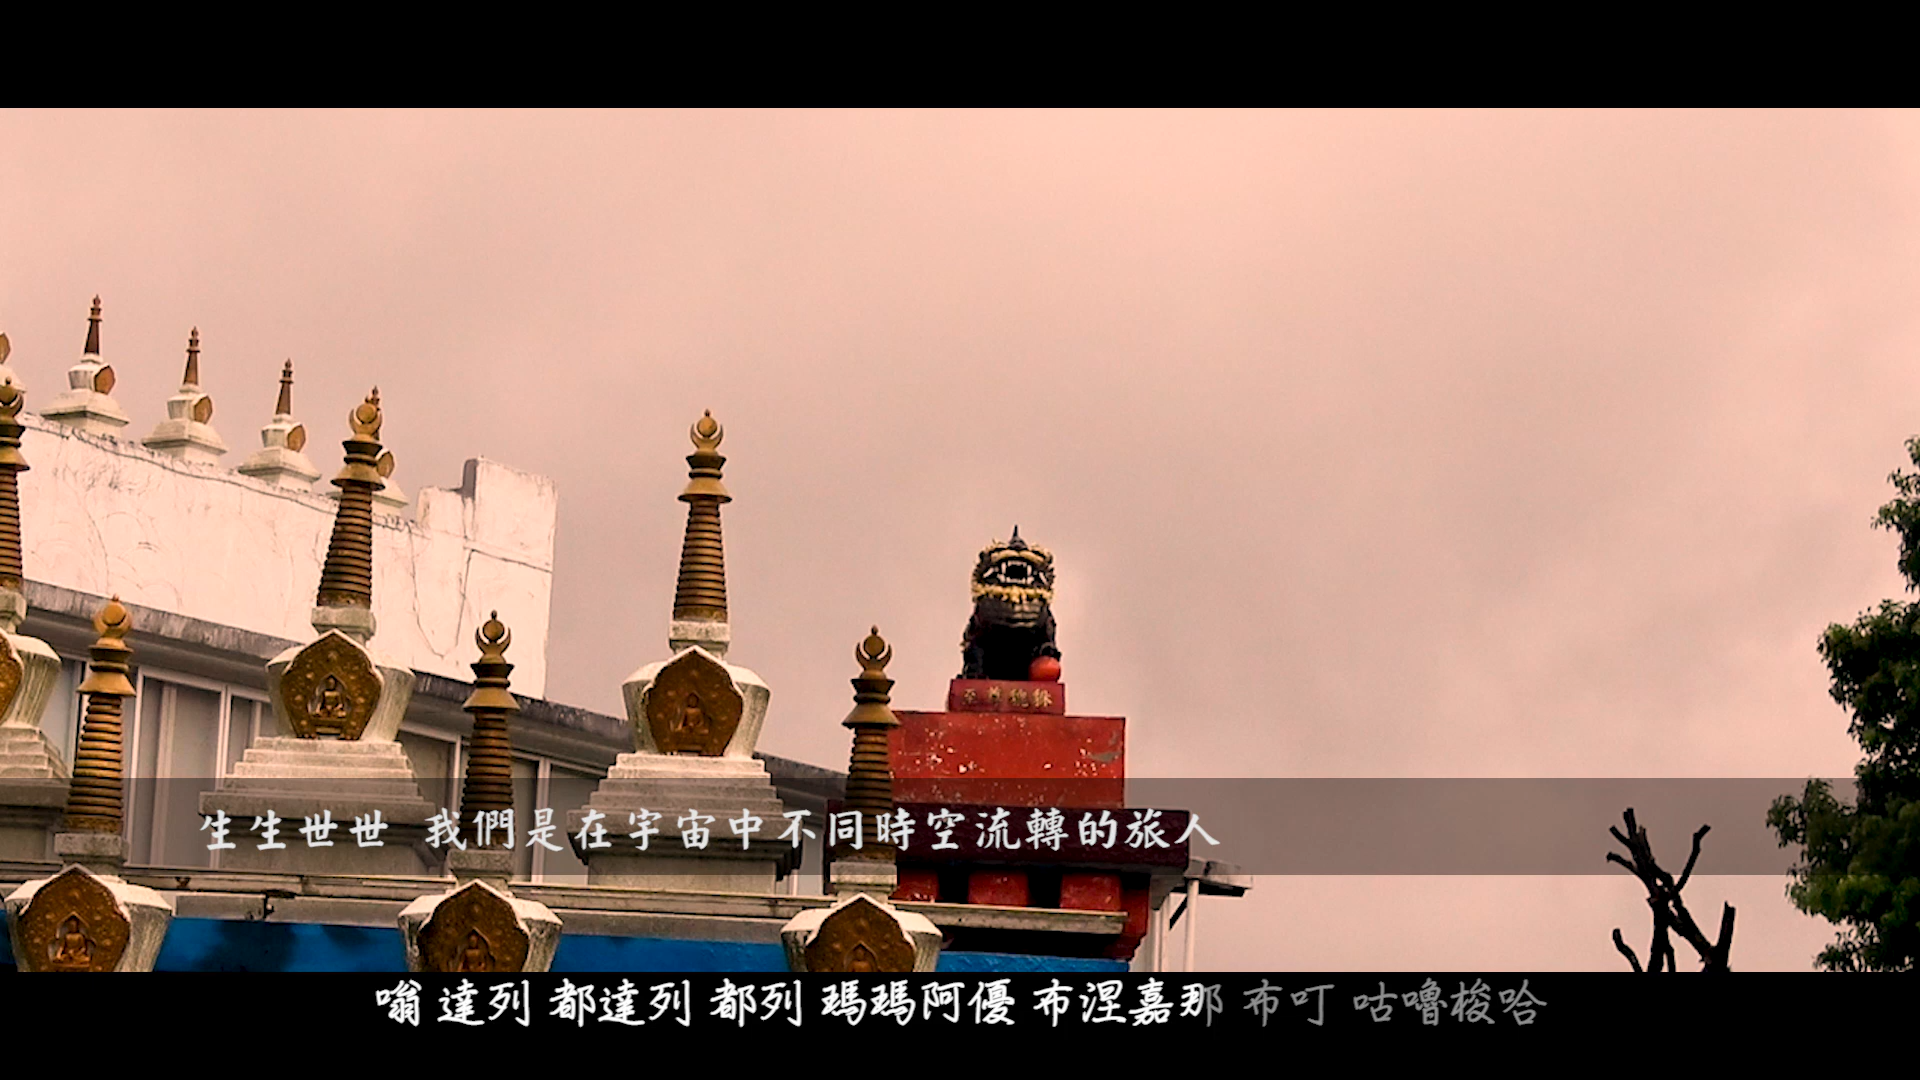 生生世世 我們是在宇宙中不同時空流轉的旅人
嗡 達列 都達列 都列 瑪瑪阿優 布涅嘉那 布叮 咕嚕梭哈